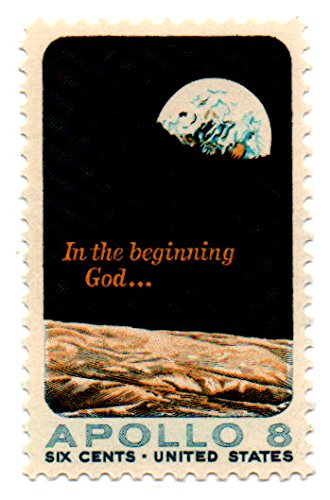 In the beginning
God...
APOLLO 8
SIX CENTS · UNITED STATES